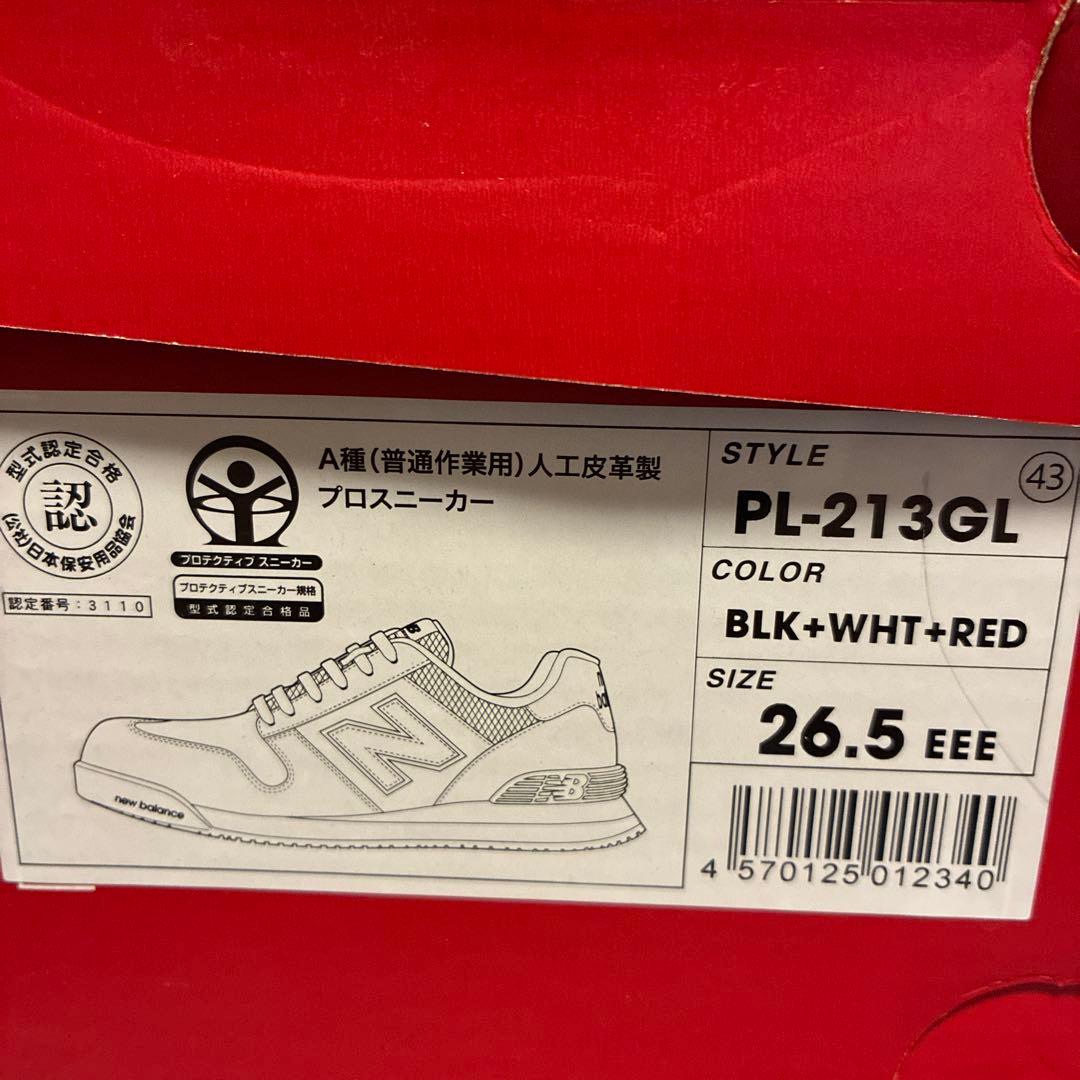 型式認定合格
認
(公社)日本保安用品協会
認定番号:3110
プロテクティブ スニーカー
プロテクティブスニーカー規格
型式認定合格品
A種(普通作業用)人工皮革製
プロスニーカー
N
NB
new balance
STYLE
43
PL-213GL
COLOR
BLK+WHT+RED
SIZE
26.5 EEE
4 570125 012340